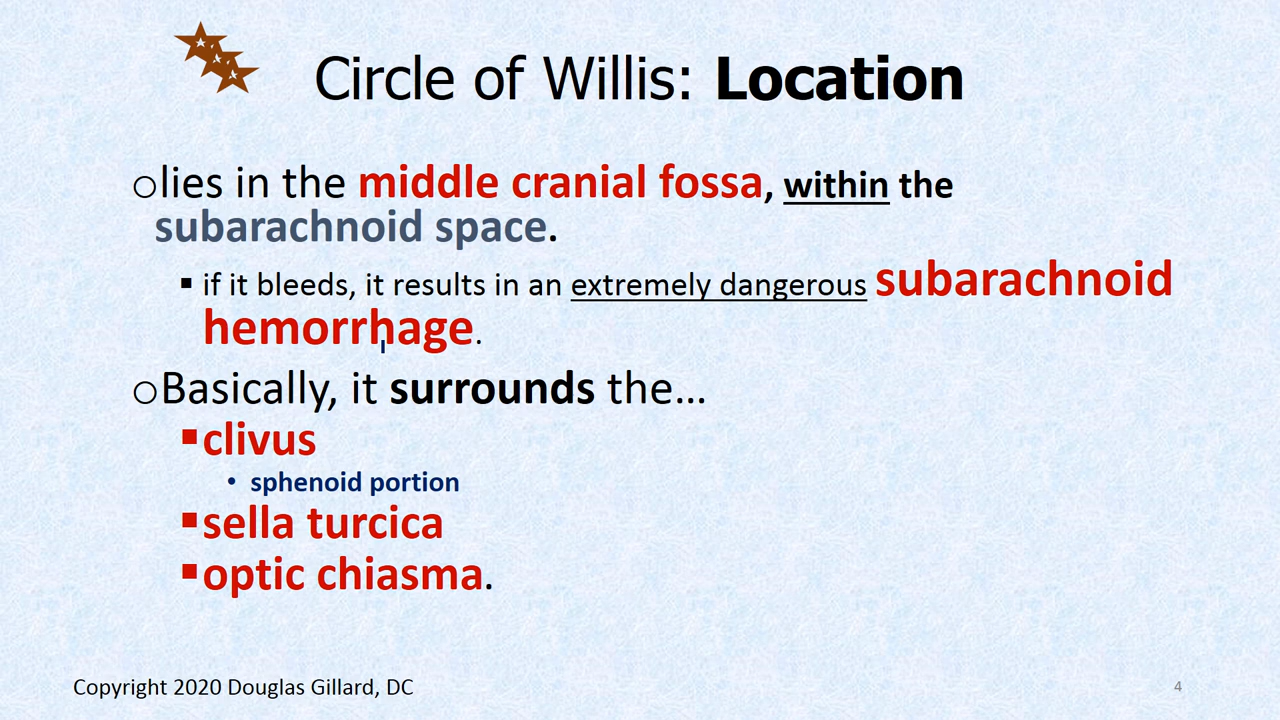 Circle of Willis: Location
○lies in the middle cranial fossa, within the
subarachnoid space.
▪ if it bleeds, it results in an extremely dangerous subarachnoid
hemorrhage.
○Basically, it surrounds the…
▪clivus
• sphenoid portion
▪sella turcica
▪optic chiasma.
Copyright 2020 Douglas Gillard, DC
4